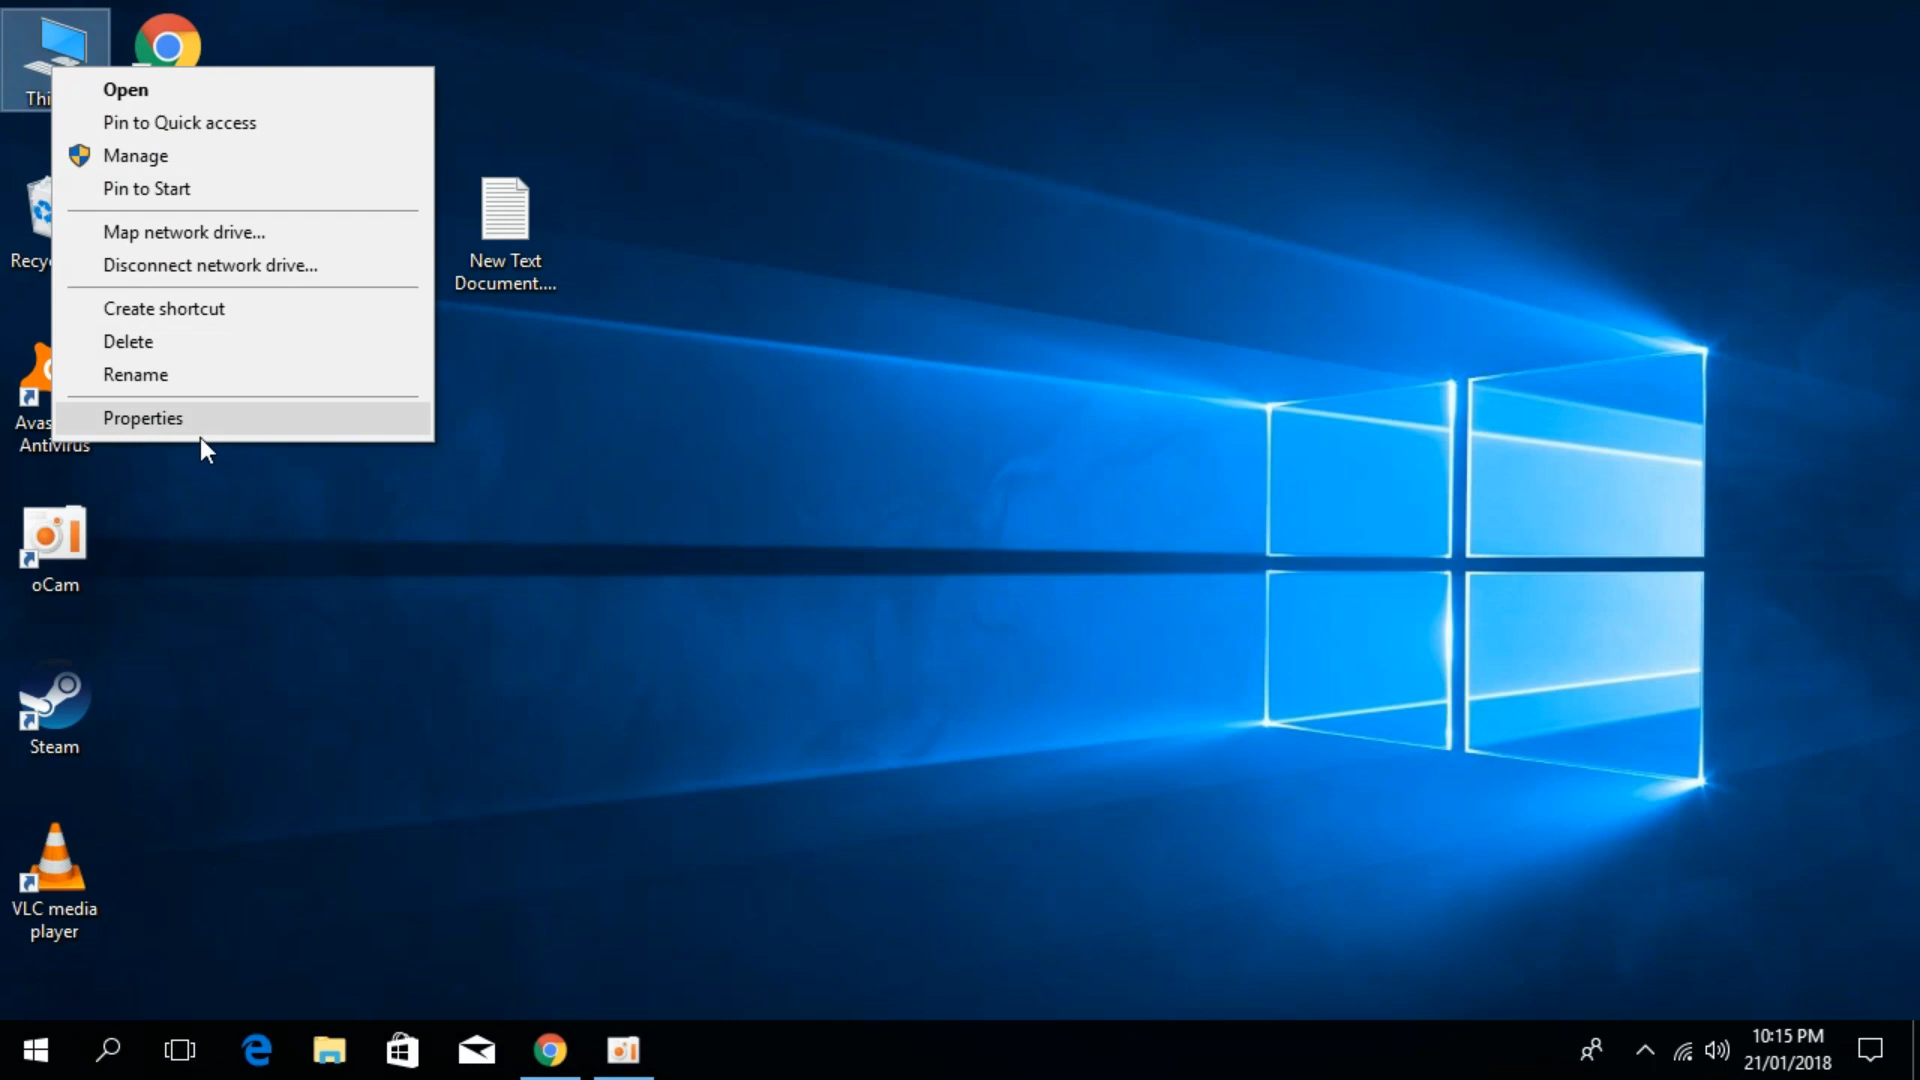 Thi
Open
Pin to Quick access
Manage
Pin to Start
Map network drive...
Disconnect network drive...
Create shortcut
Delete
Rename
Properties
Recy
Avas
Antivirus
oCam
Steam
VLC media
player
New Text
Document....
10:15 PM
21/01/2018